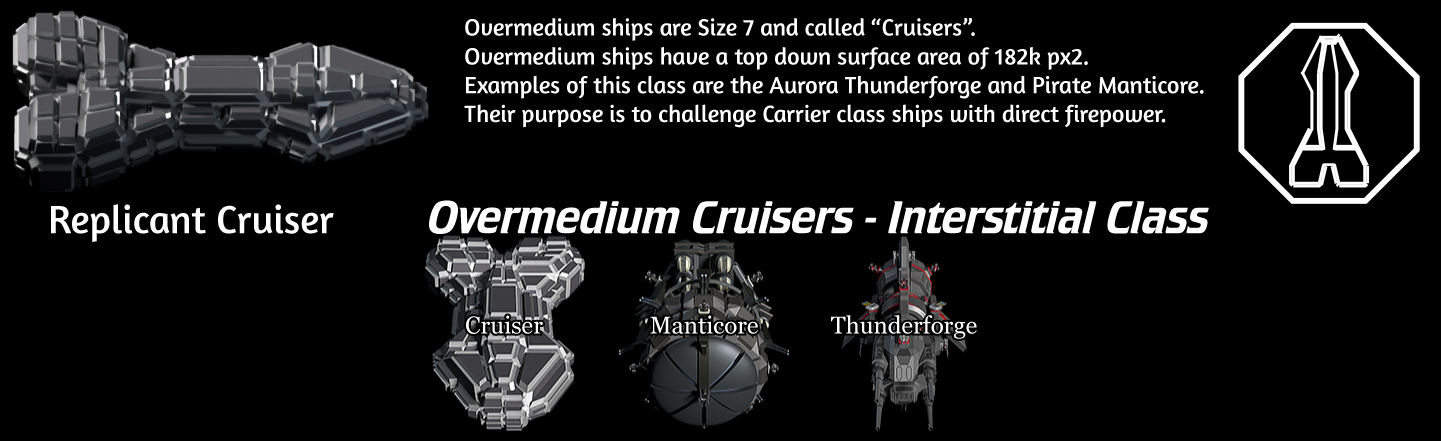 Overmedium ships are Size 7 and called “Cruisers”.
Overmedium ships have a top down surface area of 182k px2.
Examples of this class are the Aurora Thunderforge and Pirate Manticore.
Their purpose is to challenge Carrier class ships with direct firepower.
Replicant Cruiser
Overmedium Cruisers - Interstitial Class
Cruiser
Manticore
Thunderforge